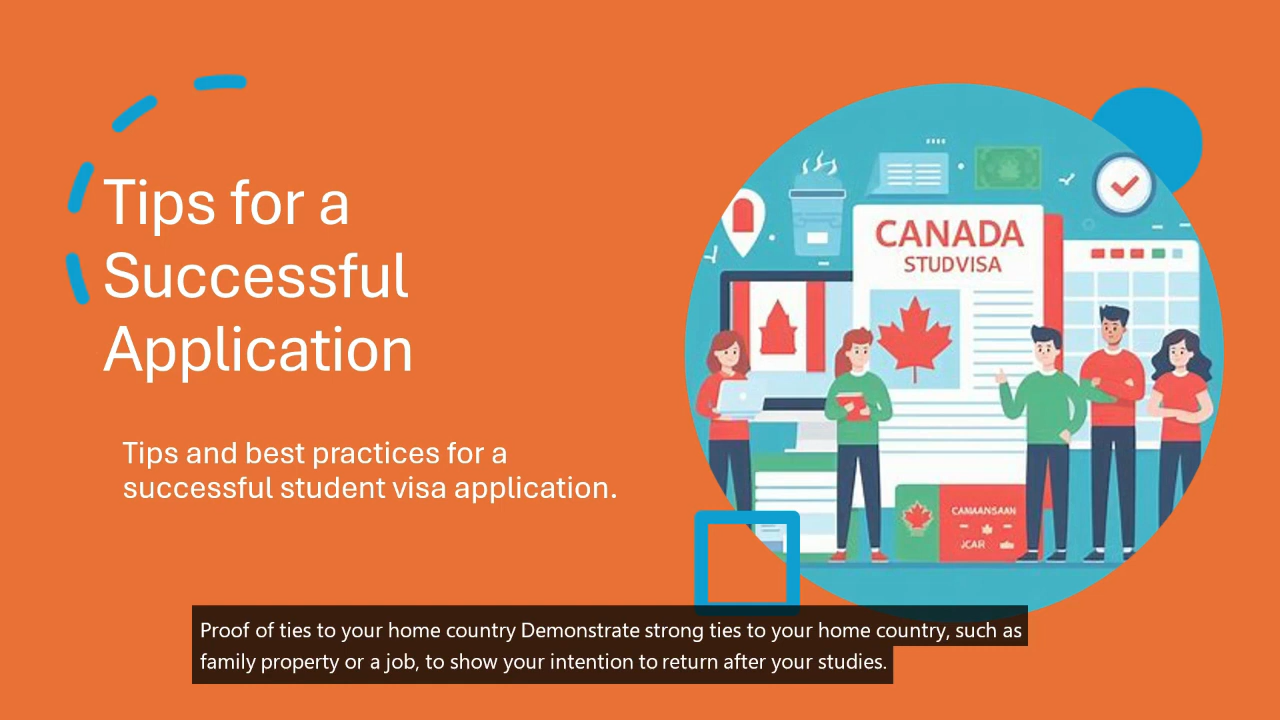 Tips for a
Successful
Application
Tips and best practices for a
successful student visa application.
CANADA
STUDVISA
CAMAANSAAN
Proof of ties to your home country Demonstrate strong ties to your home country, such as
family property or a job, to show your intention to return after your studies.